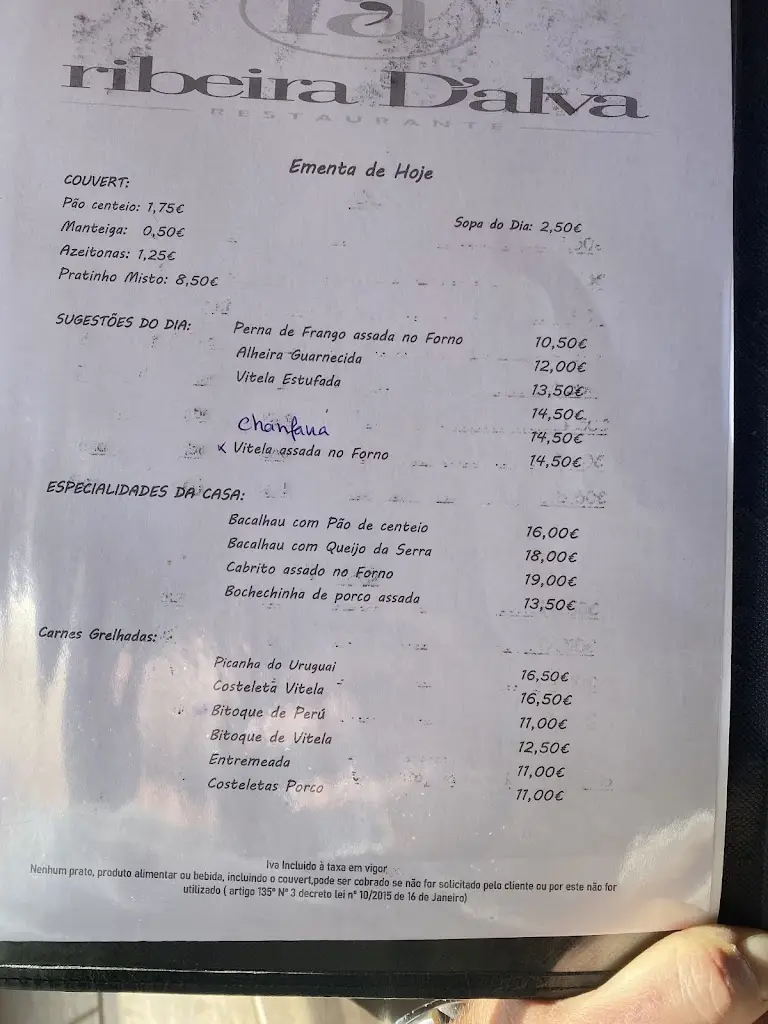 ra
ribeira D'alva
RESTAURANTE
Ementa de Hoje
COUVERT:
Pão centeio: 1,75€
Manteiga: 0,50€
Azeitonas: 1,25€
Pratinho Misto: 8,50€
Sopa do Dia: 2,50€
SUGESTÕES DO DIA:
Perna de Frango assada no Forno 10,50€
Alheira Guarnecida 12,00€
Vitela Estufada 13,50€
14,50€
Chanfana 14,50€
x Vitela assada no Forno 14,50€
ESPECIALIDADES DA CASA:
Bacalhau com Pão de centeio 16,00€
Bacalhau com Queijo da Serra 18,00€
Cabrito assado no Forno 19,00€
Bochechinha de porco assada 13,50€
Carnes Grelhadas:
Picanha do Uruguai 16,50€
Costeleta Vitela 16,50€
Bitoque de Perú 11,00€
Bitoque de Vitela 12,50€
Entremeada 11,00€
Costeletas Porco 11,00€
Iva Incluido à taxa em vigor
Nenhum prato, produto alimentar ou bebida, incluindo o couvert,pode ser cobrado se não for solicitado pelo cliente ou por este não for
utilizado ( artigo 135º Nº 3 decreto lei nº 10/2015 de 16 de Janeiro)